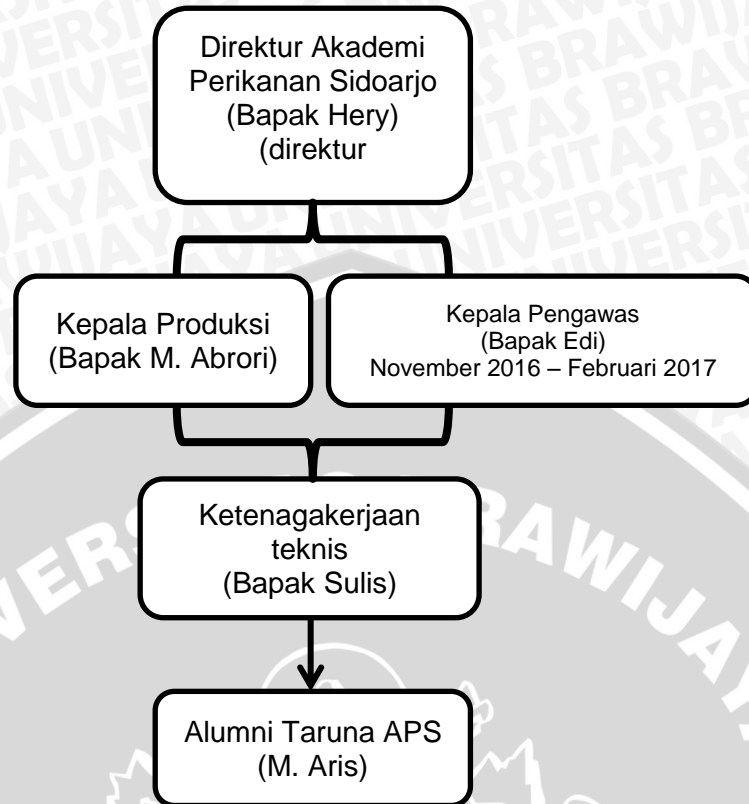 Direktur Akademi
Perikanan Sidoarjo
(Bapak Hery)
(direktur
Kepala Produksi
(Bapak M. Abrori)
Kepala Pengawas
(Bapak Edi)
November 2016 – Februari 2017
Ketenagakerjaan
teknis
(Bapak Sulis)
Alumni Taruna APS
(M. Aris)